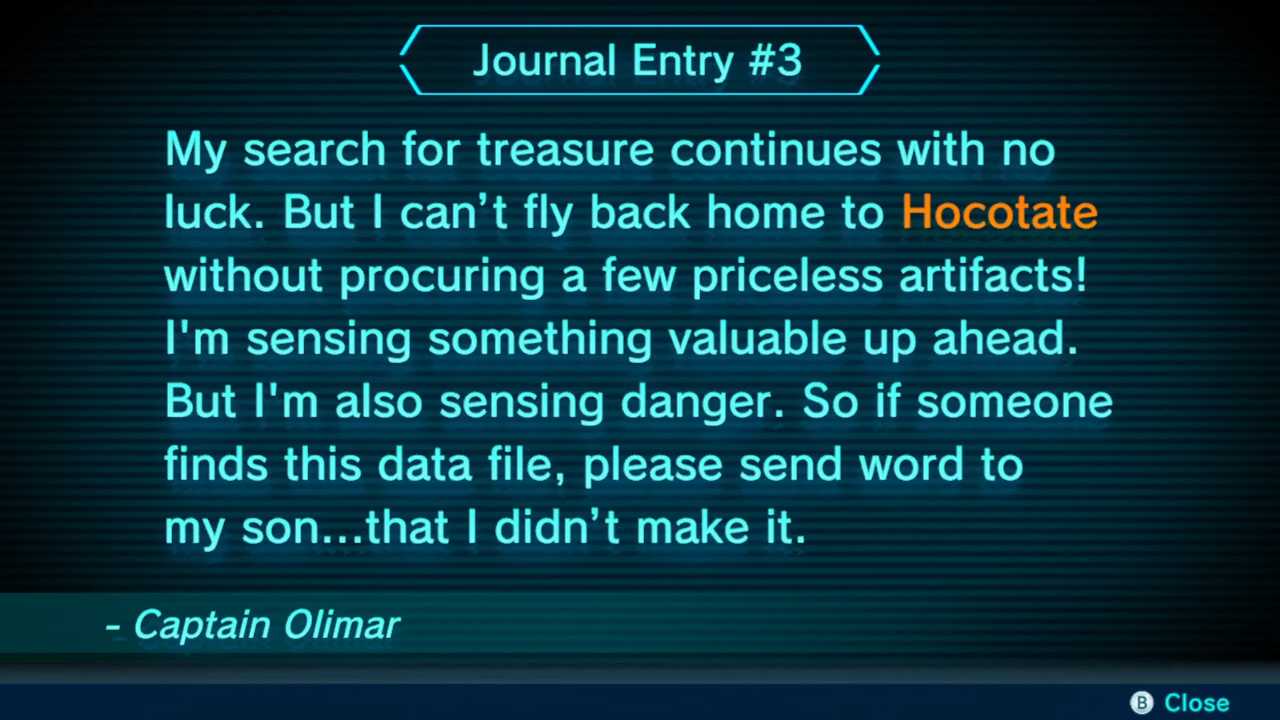 Journal Entry #3
My search for treasure continues with no
luck. But I can’t fly back home to Hocotate
without procuring a few priceless artifacts!
I'm sensing something valuable up ahead.
But I'm also sensing danger. So if someone
finds this data file, please send word to
my son...that I didn’t make it.
- Captain Olimar
B Close